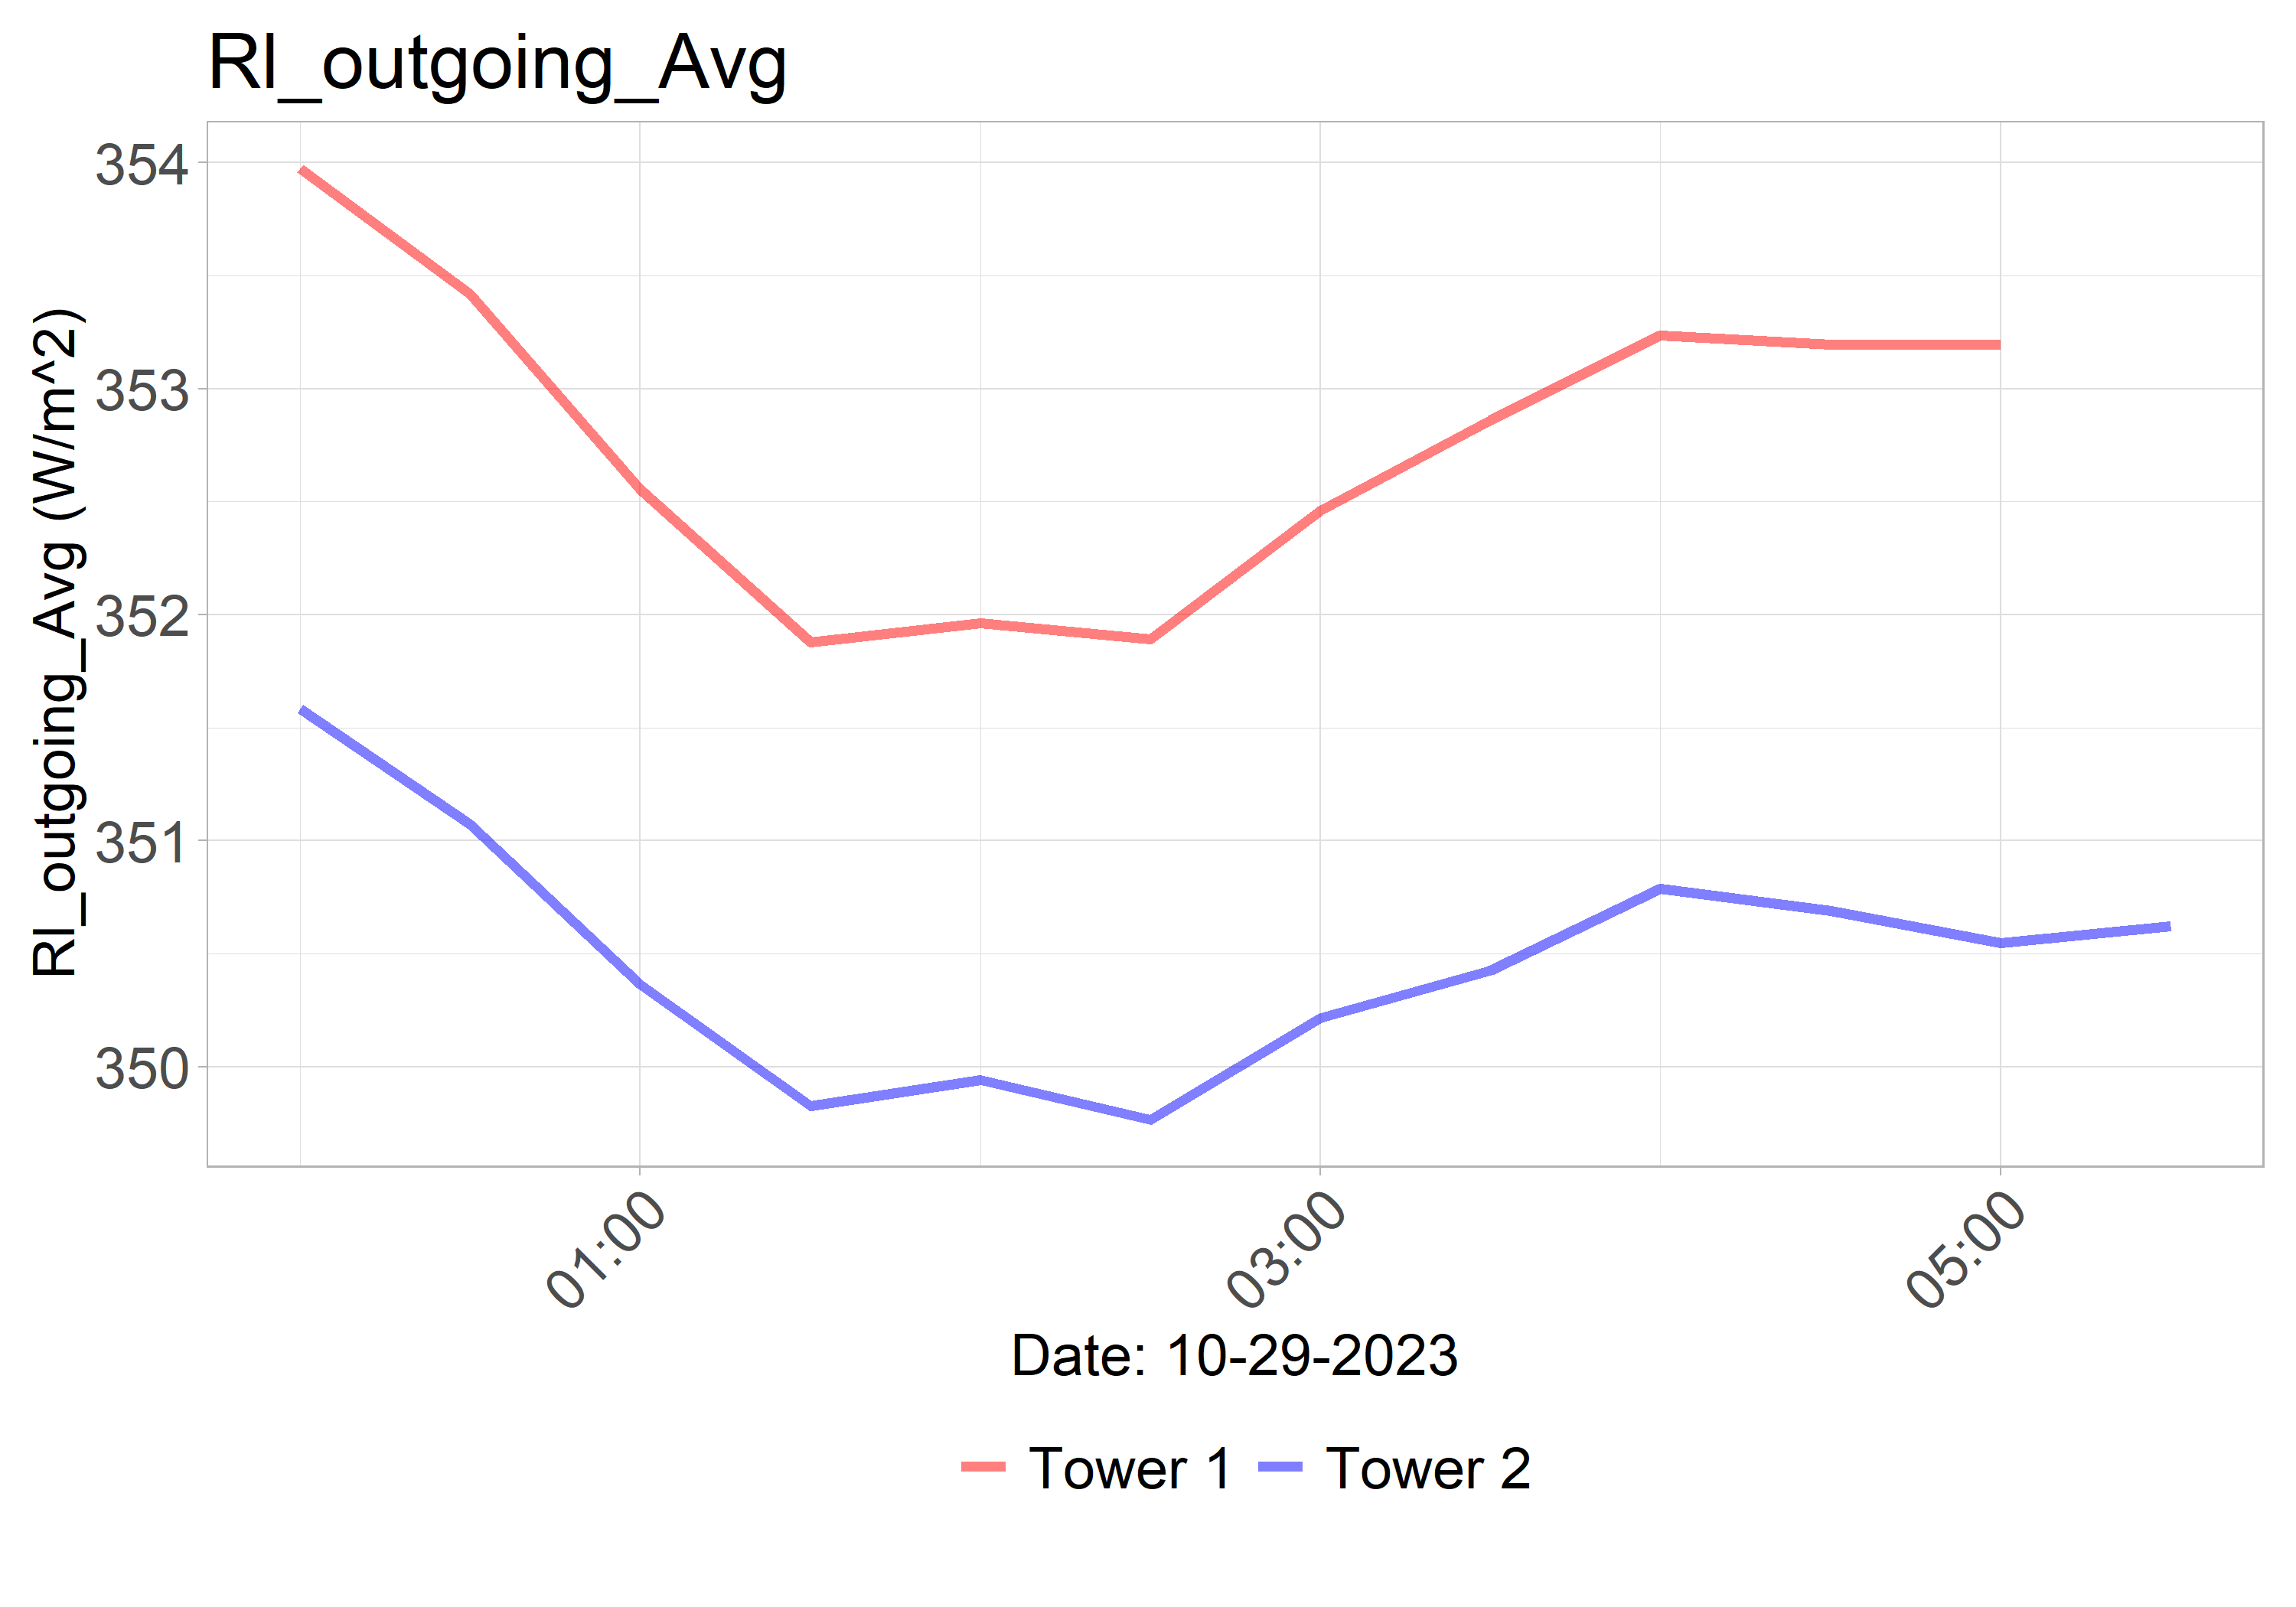 Rl_outgoing_Avg
Rl_outgoing_Avg (W/m^2)
354
353
352
351
350
01:00
03:00
05:00
Date: 10-29-2023
Tower 1
Tower 2